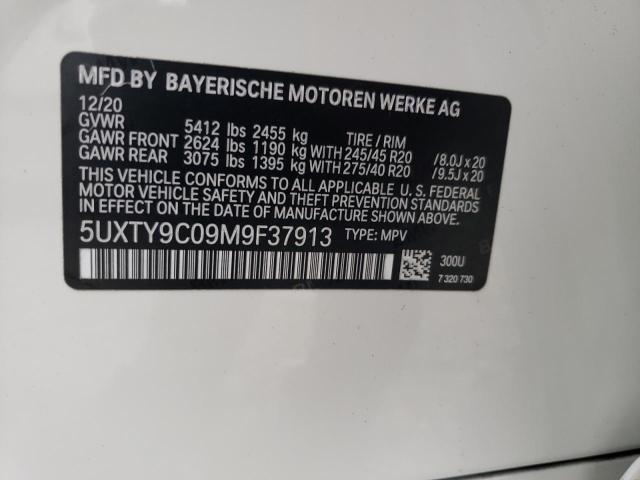 MFD BY BAYERISCHE MOTOREN WERKE AG
12/20
GVWR 5412 lbs 2455 kg TIRE / RIM
GAWR FRONT 2624 lbs 1190 kg WITH 245/45 R20 /8.0J x 20
GAWR REAR 3075 lbs 1395 kg WITH 275/40 R20 /9.5J x 20
THIS VEHICLE CONFORMS TO ALL APPLICABLE U. S. FEDERAL
MOTOR VEHICLE SAFETY AND THEFT PREVENTION STANDARDS
IN EFFECT ON THE DATE OF MANUFACTURE SHOWN ABOVE.
5UXTY9C09M9F37913 TYPE: MPV
300U
7 320 730